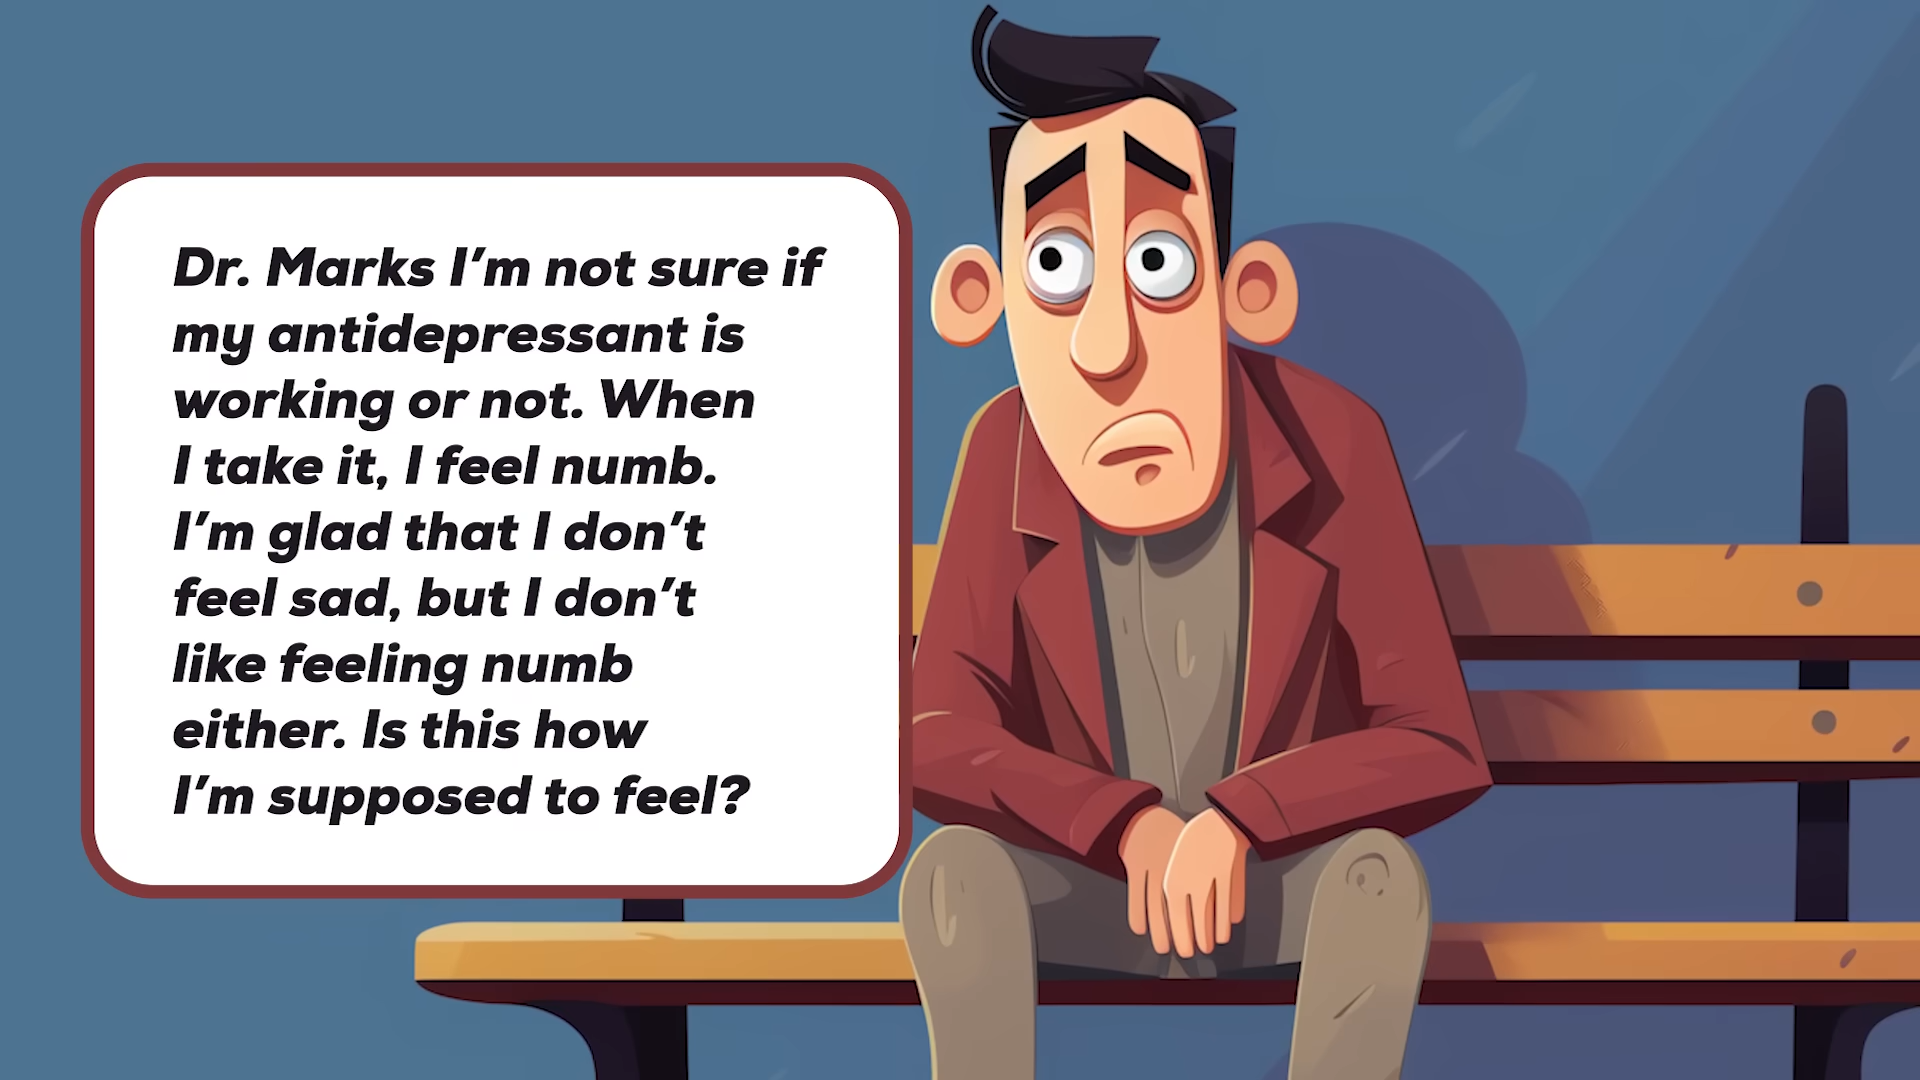 Dr. Marks I’m not sure if
my antidepressant is
working or not. When
I take it, I feel numb.
I’m glad that I don’t
feel sad, but I don’t
like feeling numb
either. Is this how
I’m supposed to feel?